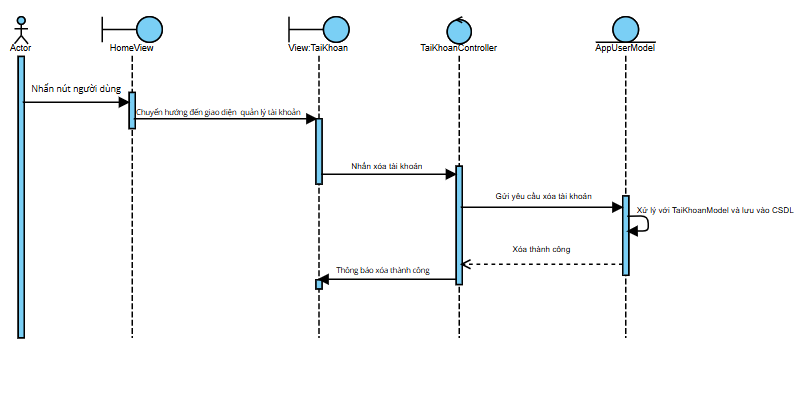 Actor
HomeView
View:TaiKhoan
TaiKhoanController
AppUserModel
Nhấn nút người dùng
Chuyển hướng đến giao diện quản lý tài khoản
Nhấn xóa tài khoản
Gửi yêu cầu xóa tài khoản
Xử lý với TaiKhoanModel và lưu vào CSDL
Xóa thành công
Thông báo xóa thành công